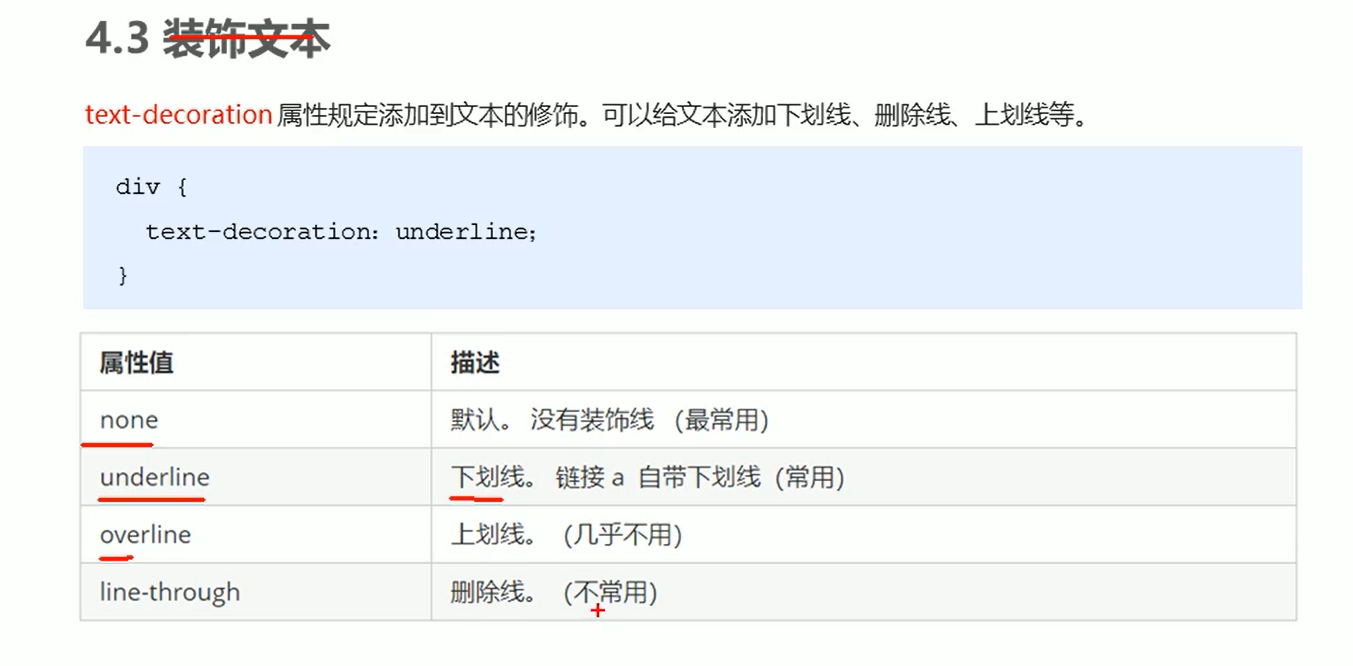 4.3 装饰文本
text-decoration 属性规定添加到文本的修饰。可以给文本添加下划线、删除线、上划线等。
div {
text-decoration：underline；
}
属性值 描述
none 默认。 没有装饰线 (最常用)
underline 下划线。 链接 a 自带下划线 (常用)
overline 上划线。 (几乎不用)
line-through 删除线。 (不常用)